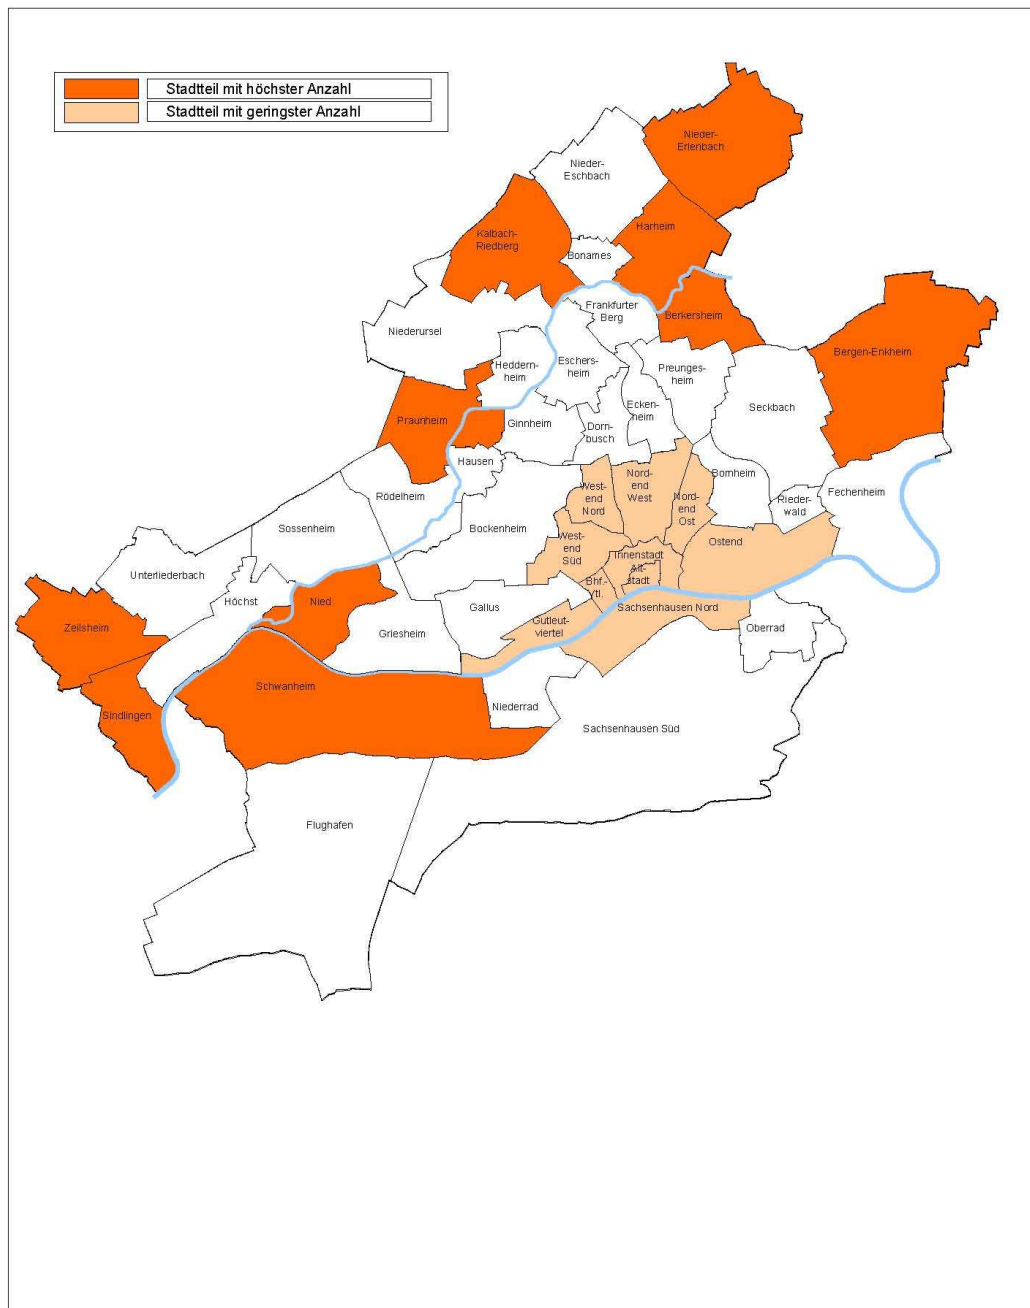 Stadtteil mit höchster Anzahl
Stadtteil mit geringster Anzahl
Nieder-
Erlenbach
Nieder-
Eschbach
Kalbach-
Riedberg
Harheim
Bonames
Frankfurter
Berg
Berkersheim
Niederursel
Bergen-Enkheim
Heddern-
heim
Eschers-
heim
Preunges-
heim
Seckbach
Praunheim
Ginnheim
Dorn-
busch
Ecken-
heim
Hausen
Rödelheim
West-
end
Nord
Nord-
end
West
Nord-
end
Ost
Bornheim
Rieder-
wald
Fechenheim
Sossenheim
Bockenheim
West-
end
Süd
Innenstadt
Alt-
stadt
Ostend
Unterliederbach
Höchst
Nied
Bhf.-
Vtl.
Gallus
Gutleut-
viertel
Sachsenhausen Nord
Zeilsheim
Griesheim
Oberrad
Sindlingen
Schwanheim
Niederrad
Sachsenhausen Süd
Flughafen